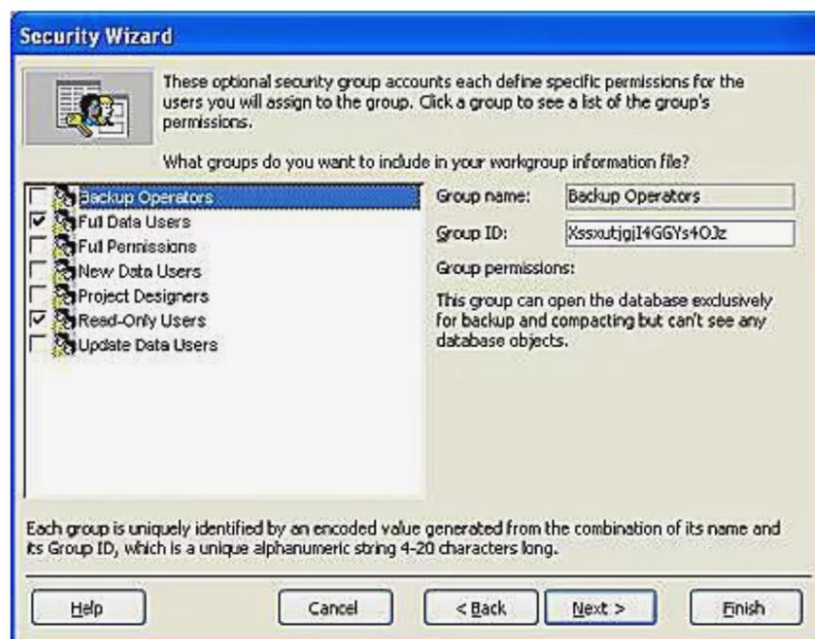 Security Wizard
These optional security group accounts each define specific permissions for the
users you will assign to the group. Click a group to see a list of the group's
permissions.
What groups do you want to include in your workgroup information file?
Backup Operators
Full Data Users
Full Permissions
New Data Users
Project Designers
Read-Only Users
Update Data Users
Group name: Backup Operators
Group ID: XssxutjgjI4GGYs4OJz
Group permissions:
This group can open the database exclusively
for backup and compacting but can't see any
database objects.
Each group is uniquely identified by an encoded value generated from the combination of its name and
its Group ID, which is a unique alphanumeric string 4-20 characters long.
Help Cancel < Back Next > Finish